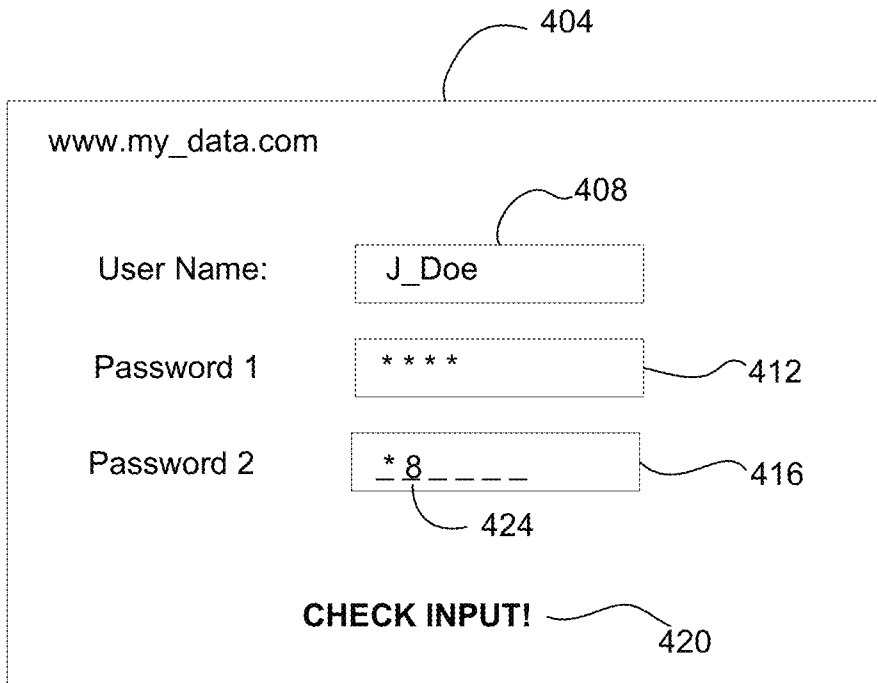 404
www.my_data.com
408
User Name: J_Doe
Password 1 * * * * 412
Password 2 * 8 _ _ _ _ 416
424
CHECK INPUT!
420